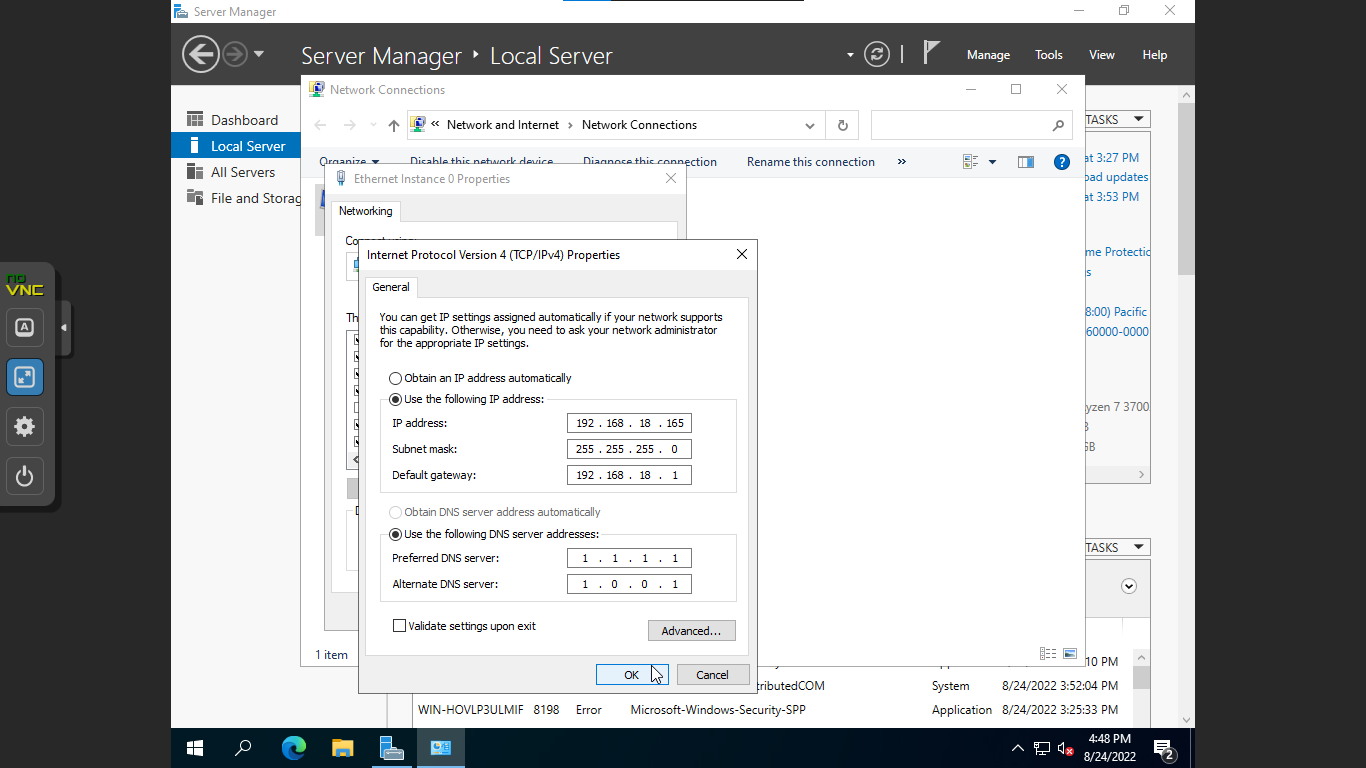 Server Manager
Server Manager Local Server
Manage Tools View Help
Network Connections
Network and Internet Network Connections
Dashboard
Local Server
All Servers
File and Storag
Organize Disable this network device Diagnose this connection Rename this connection »
TASKS
at 3:27 PM
oad updates
at 3:53 PM
me Protectio
s
8:00) Pacific
60000-0000
yzen 7 3700
GB
Ethernet Instance 0 Properties
Networking
Internet Protocol Version 4 (TCP/IPv4) Properties
General
You can get IP settings assigned automatically if your network supports
this capability. Otherwise, you need to ask your network administrator
for the appropriate IP settings.
Obtain an IP address automatically
Use the following IP address:
IP address: 192 . 168 . 18 . 165
Subnet mask: 255 . 255 . 255 . 0
Default gateway: 192 . 168 . 18 . 1
Obtain DNS server address automatically
Use the following DNS server addresses:
Preferred DNS server: 1 . 1 . 1 . 1
Alternate DNS server: 1 . 0 . 0 . 1
Validate settings upon exit
Advanced...
OK Cancel
1 item
TASKS
10 PM
tributedCOM System 8/24/2022 3:52:04 PM
WIN-HOVLP3ULMIF 8198 Error Microsoft-Windows-Security-SPP Application 8/24/2022 3:25:33 PM
no
VNC
A
4:48 PM
8/24/2022
2